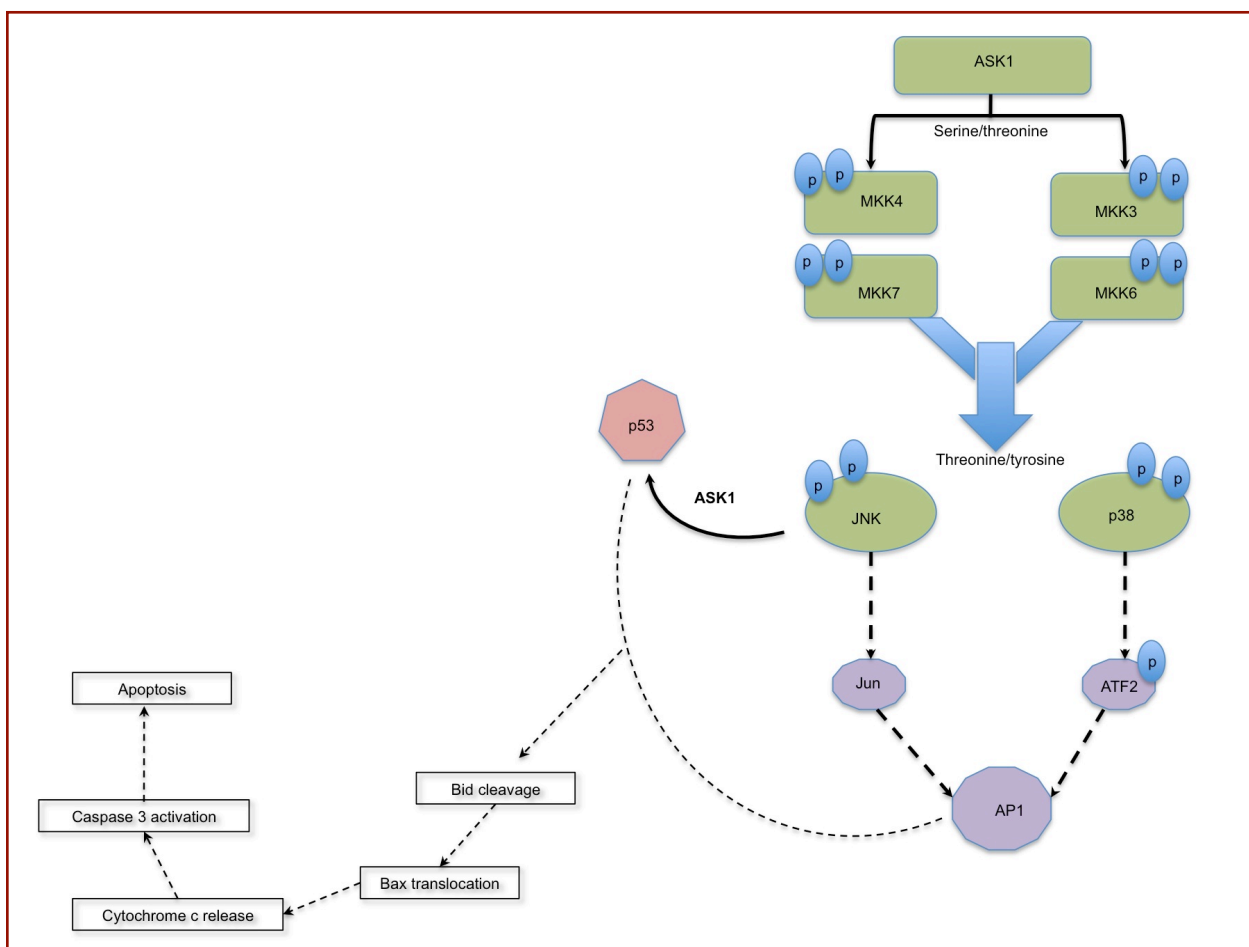 ASK1
Serine/threonine
p p
MKK4
p p
MKK3
p p
MKK7
p p
MKK6
Threonine/tyrosine
p53
ASK1
p p
JNK
p p
p38
Jun
p
ATF2
AP1
Apoptosis
Bid cleavage
Caspase 3 activation
Bax translocation
Cytochrome c release